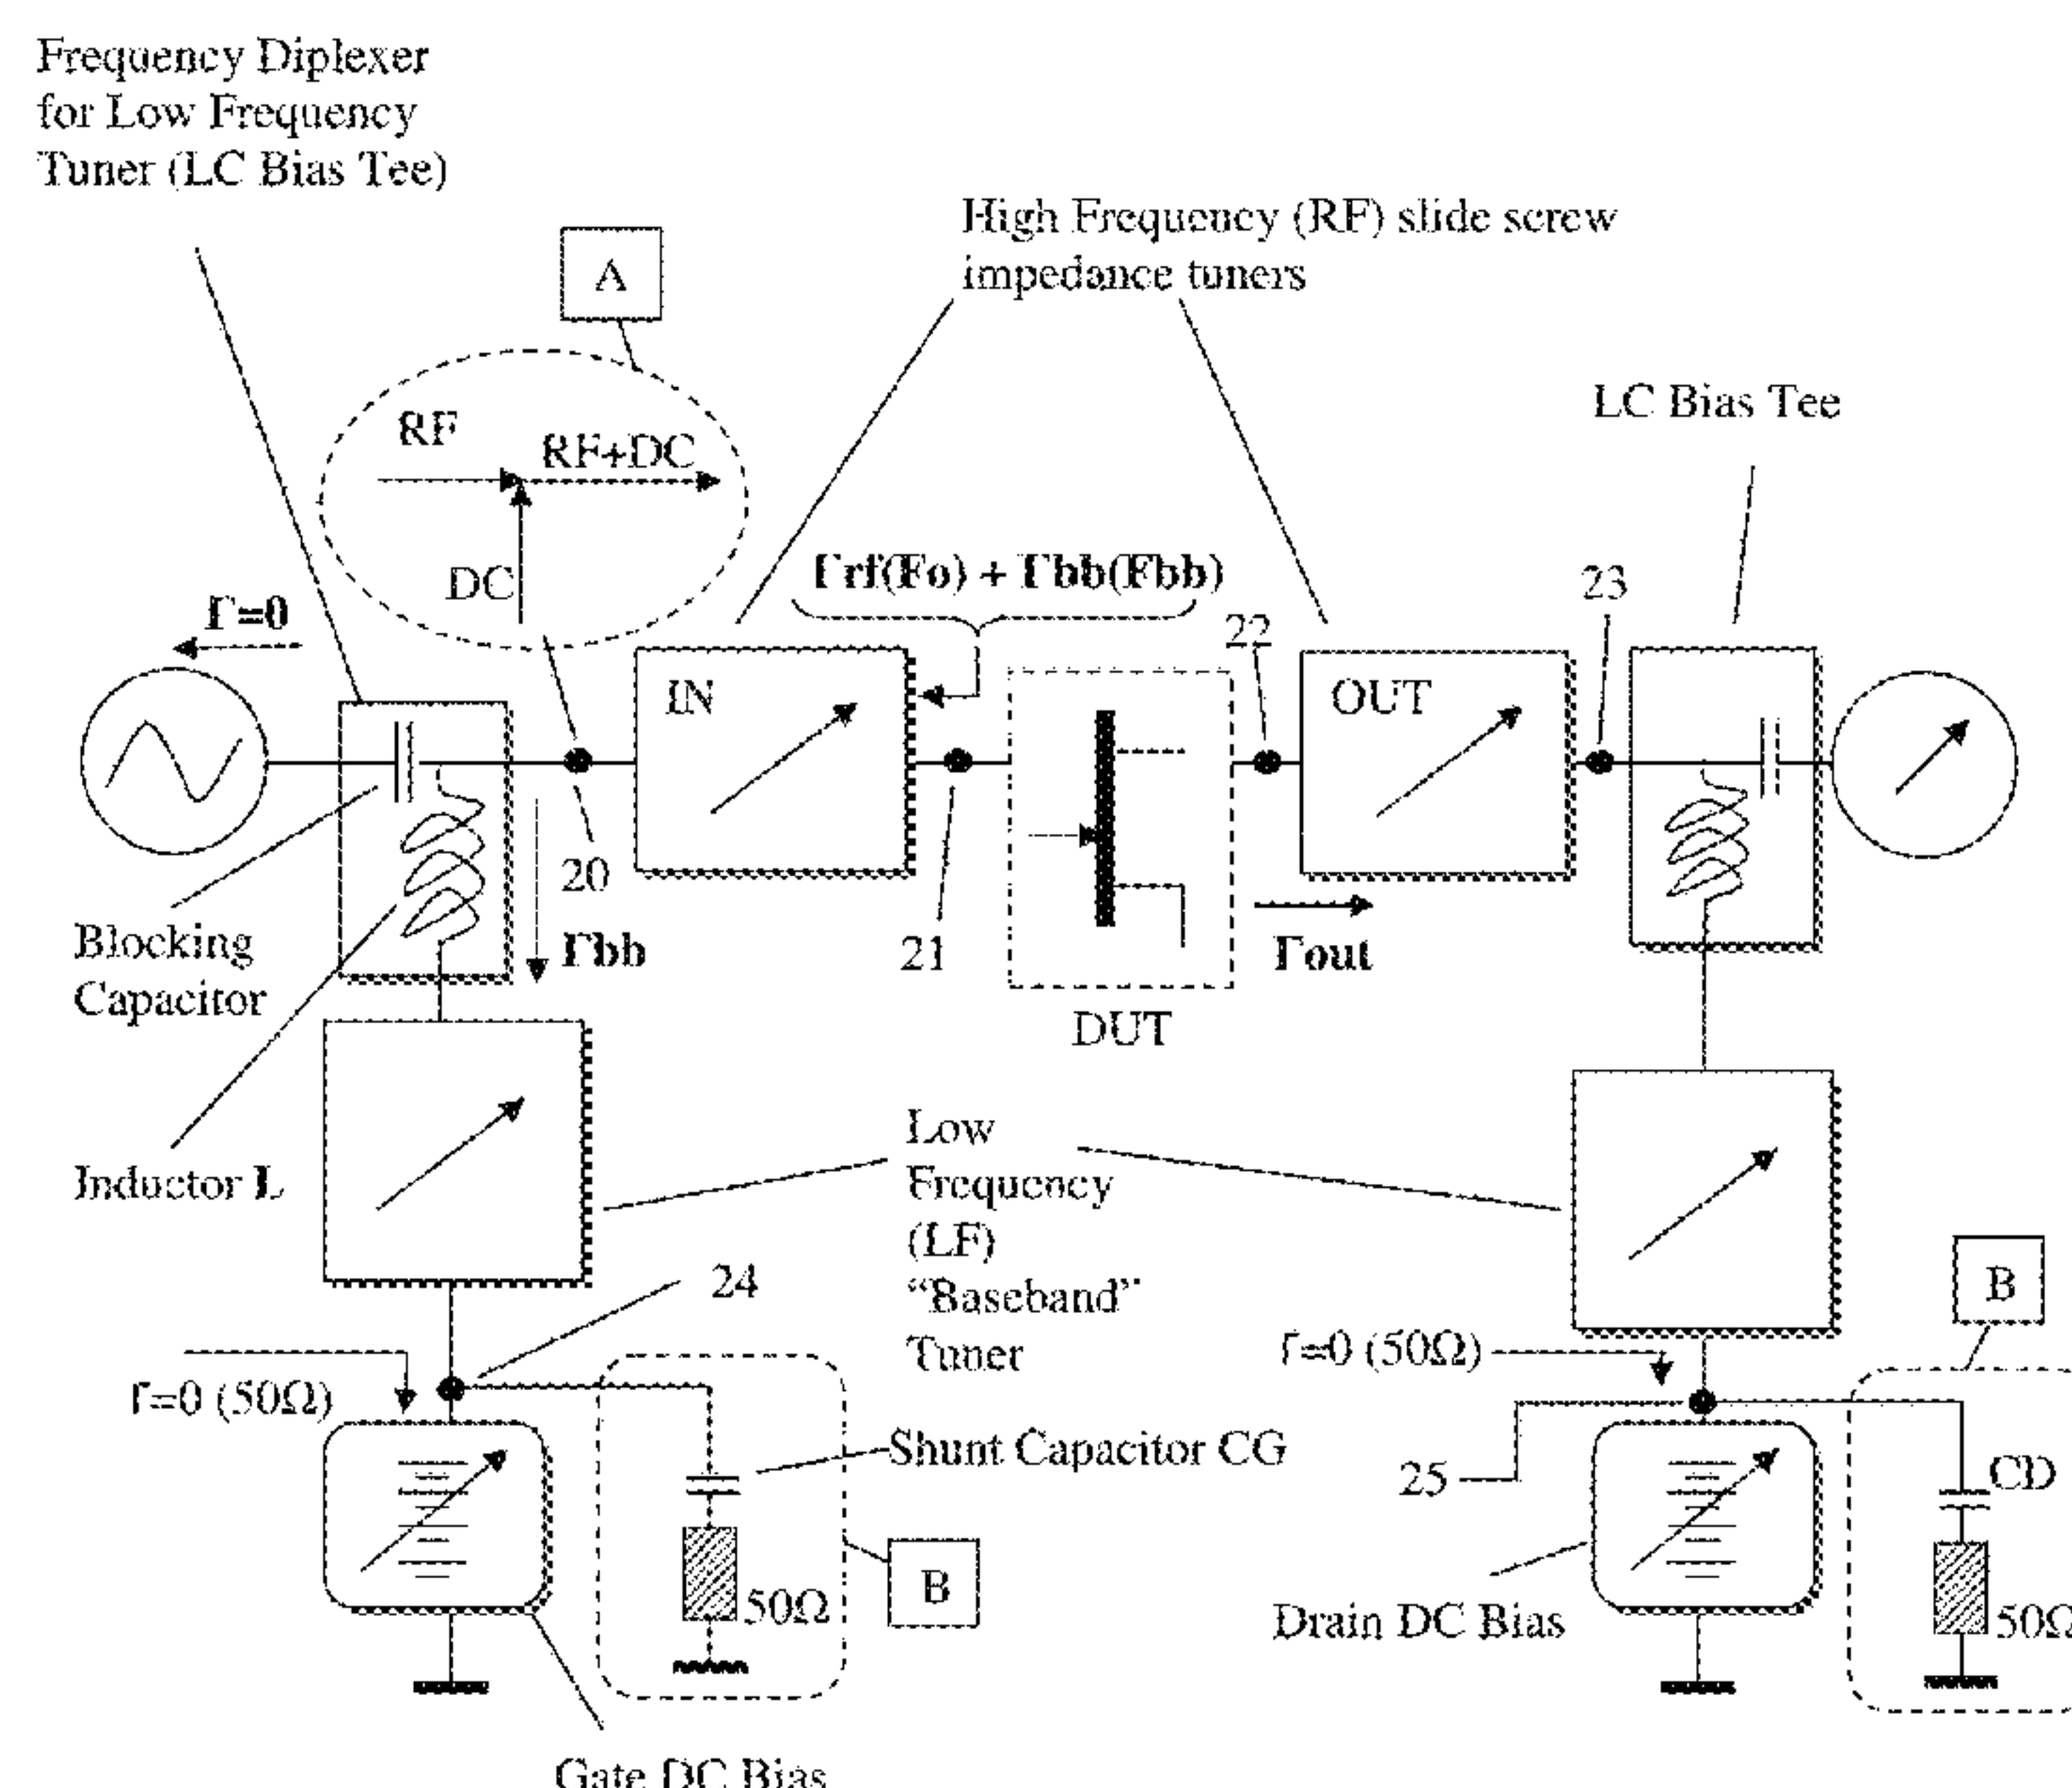 Frequency Diplexer
for Low Frequency
Tuner (LC Bias Tee)
High Frequency (RF) slide screw
impedance tuners
A
LC Bias Tee
RF
RF+DC
DC
Γrf(Fo) + Γbb(Fbb)
Γ=0
22
23
IN
OUT
20
21
Γbb
Γout
Blocking
Capacitor
DUT
Inductor L
Low
Frequency
(LF)
“Baseband”
Tuner
24
B
Γ=0 (50Ω)
Γ=0 (50Ω)
Shunt Capacitor CG
25
CD
B
50Ω
Drain DC Bias
50Ω
Gate DC Bias